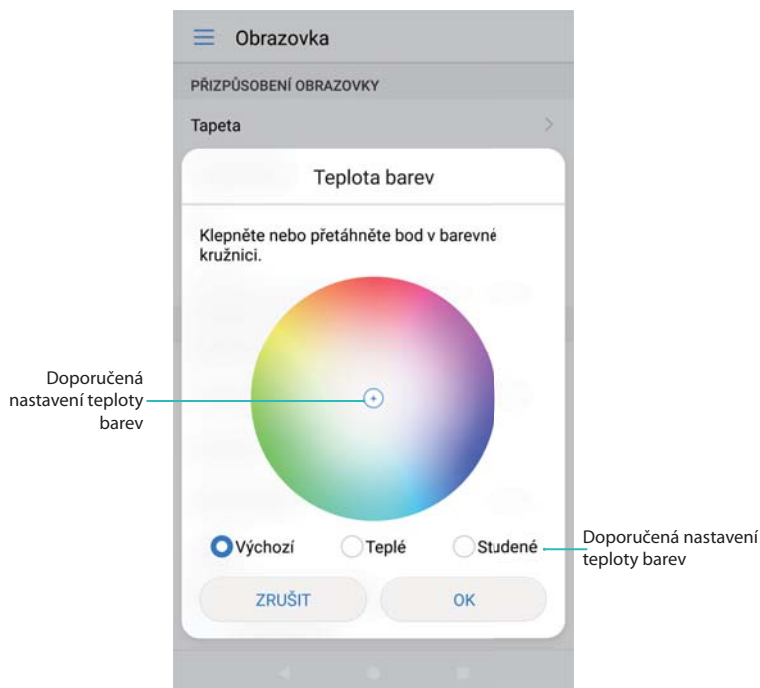 Obrazovka
PŘIZPŮSOBENÍ OBRAZOVKY
Tapeta
Teplota barev
Klepněte nebo přetáhněte bod v barevné
kružnici.
Doporučená
nastavení teploty
barev
Výchozí
Teplé
Studené
Doporučená nastavení
teploty barev
ZRUŠIT
OK